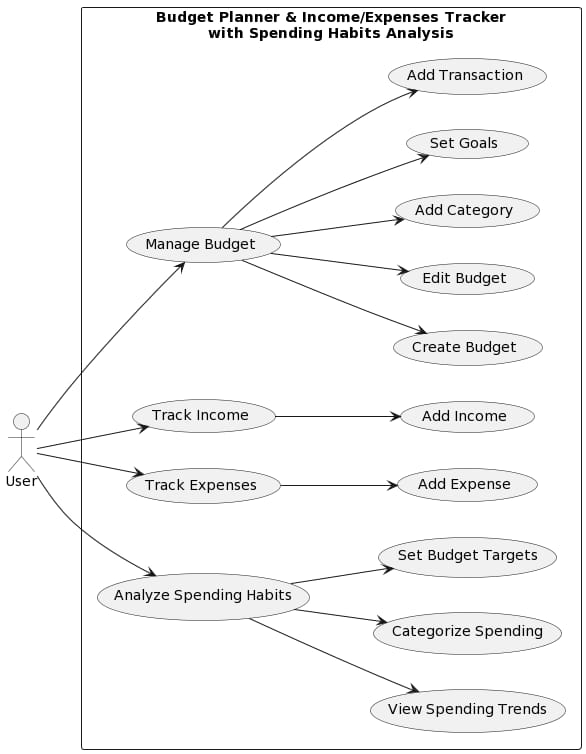 Budget Planner & Income/Expenses Tracker
with Spending Habits Analysis
Add Transaction
Set Goals
Add Category
Manage Budget
Edit Budget
Create Budget
Track Income
Add Income
User
Track Expenses
Add Expense
Set Budget Targets
Analyze Spending Habits
Categorize Spending
View Spending Trends